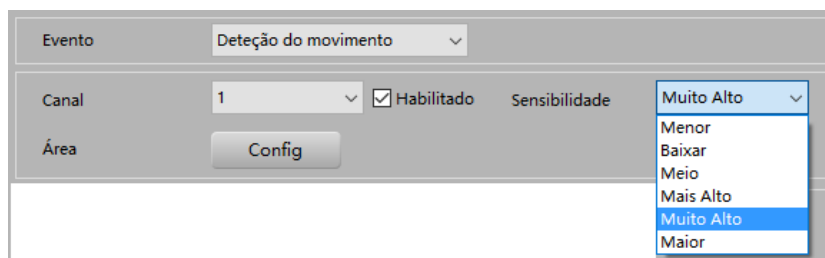 Evento Deteção do movimento
Canal 1 Habilitado Sensibilidade Muito Alto
Menor
Baixar
Área Config
Meio
Mais Alto
Muito Alto
Maior